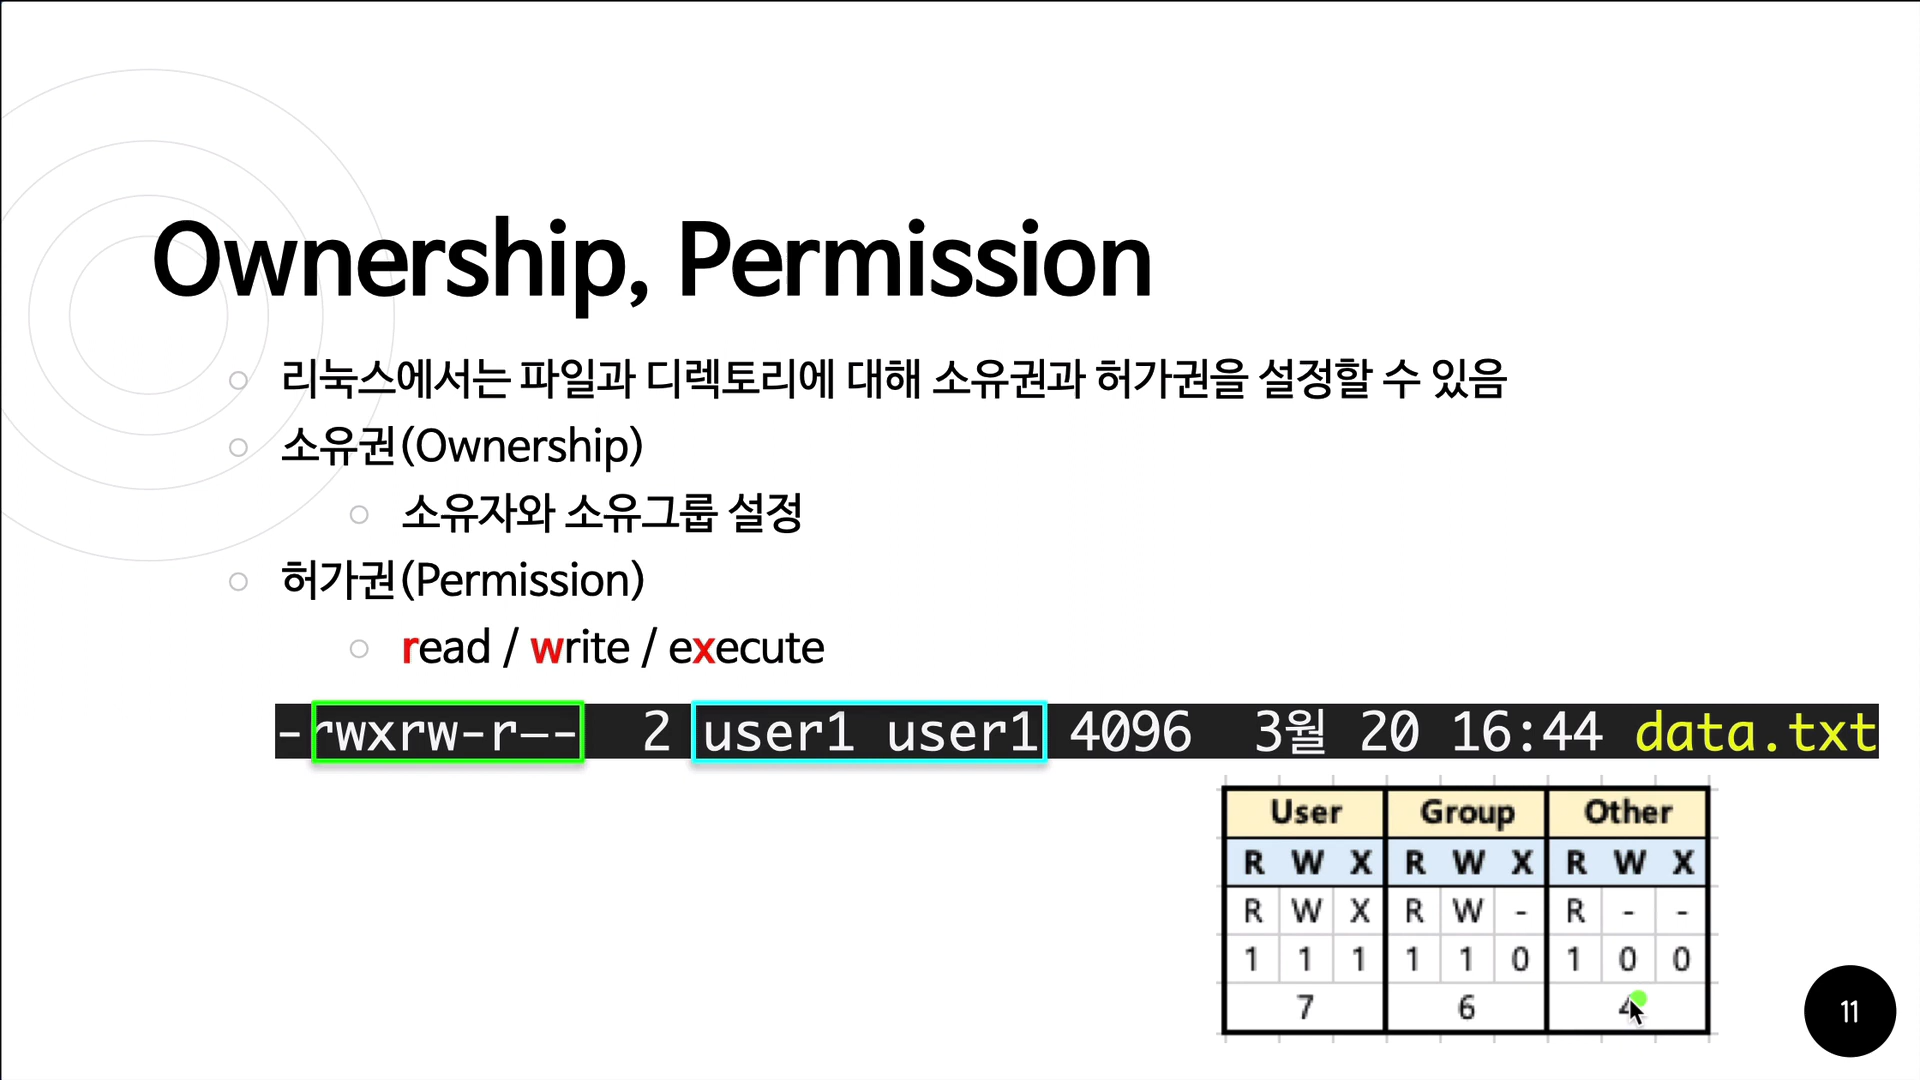 Ownership, Permission
리눅스에서는 파일과 디렉토리에 대해 소유권과 허가권을 설정할 수 있음
소유권(Ownership)
소유자와 소유그룹 설정
허가권(Permission)
read / write / execute
-rwxrw-r-- 2 user1 user1 4096 3월 20 16:44 data.txt
User Group Other
R W X R W X R W X
R W X R W - R - -
1 1 1 1 1 0 1 0 0
7 6 4
11